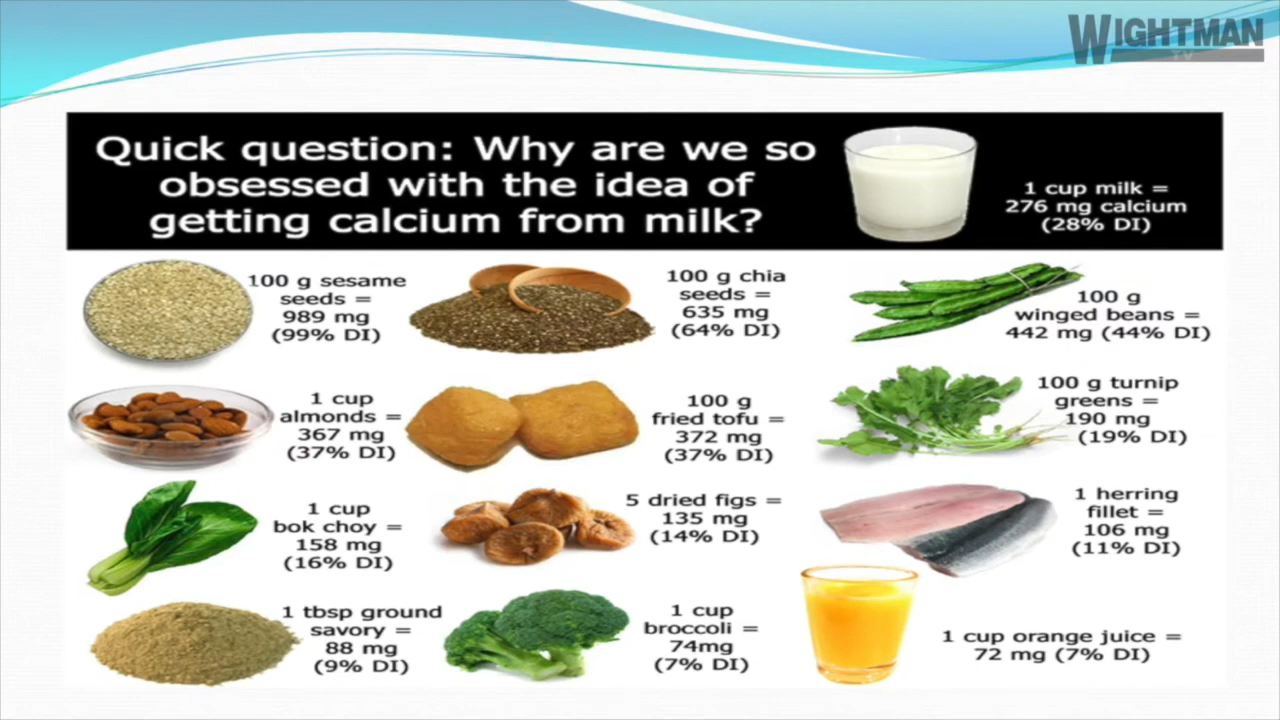 WIGHTMAN
TV
Quick question: Why are we so
obsessed with the idea of
getting calcium from milk?
1 cup milk =
276 mg calcium
(28% DI)
100 g sesame
seeds =
989 mg
(99% DI)
100 g chia
seeds =
635 mg
(64% DI)
100 g
winged beans =
442 mg (44% DI)
1 cup
almonds =
367 mg
(37% DI)
100 g
fried tofu =
372 mg
(37% DI)
100 g turnip
greens =
190 mg
(19% DI)
1 cup
bok choy =
158 mg
(16% DI)
5 dried figs =
135 mg
(14% DI)
1 herring
fillet =
106 mg
(11% DI)
1 tbsp ground
savory =
88 mg
(9% DI)
1 cup
broccoli =
74mg
(7% DI)
1 cup orange juice =
72 mg (7% DI)